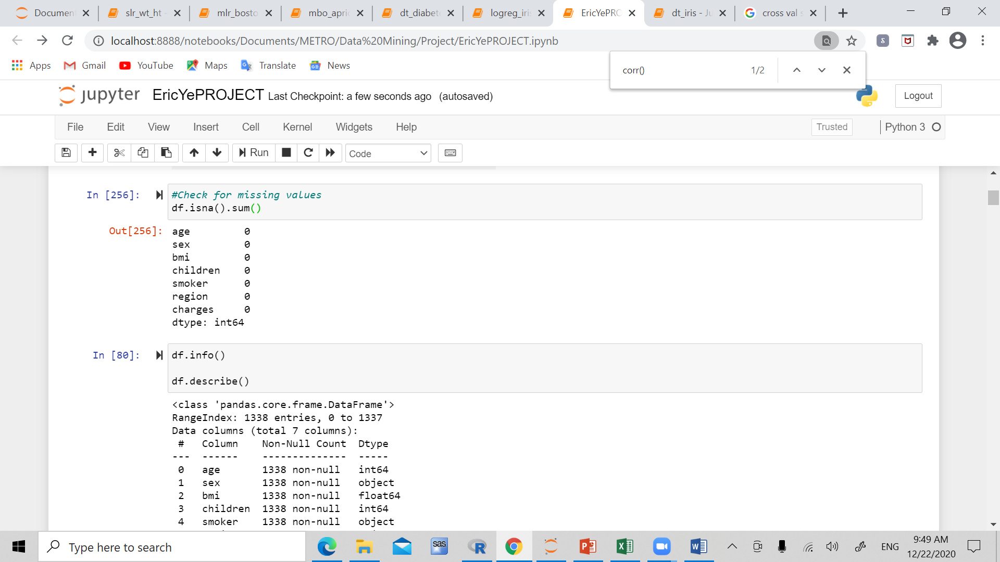 Documen
slr_wt_ht -
mlr_bosto
mbo_apri
dt_diabet
logreg_iri
EricYePRO
dt_iris - Ju
cross val s
localhost:8888/notebooks/Documents/METRO/Data%20Mining/Project/EricYePROJECT.ipynb
Apps
Gmail
YouTube
Maps
Translate
News
corr()
1/2
jupyter
EricYePROJECT Last Checkpoint: a few seconds ago (autosaved)
Logout
File
Edit
View
Insert
Cell
Kernel
Widgets
Help
Trusted
Python 3
Run
Code
In [256]:
#Check for missing values
df.isna().sum()
Out[256]:
age 0
sex 0
bmi 0
children 0
smoker 0
region 0
charges 0
dtype: int64
In [80]:
df.info()
df.describe()
<class 'pandas.core.frame.DataFrame'>
RangeIndex: 1338 entries, 0 to 1337
Data columns (total 7 columns):
# Column Non-Null Count Dtype
--- ------ -------------- -----
0 age 1338 non-null int64
1 sex 1338 non-null object
2 bmi 1338 non-null float64
3 children 1338 non-null int64
4 smoker 1338 non-null object
Type here to search
sas
ENG
9:49 AM
12/22/2020